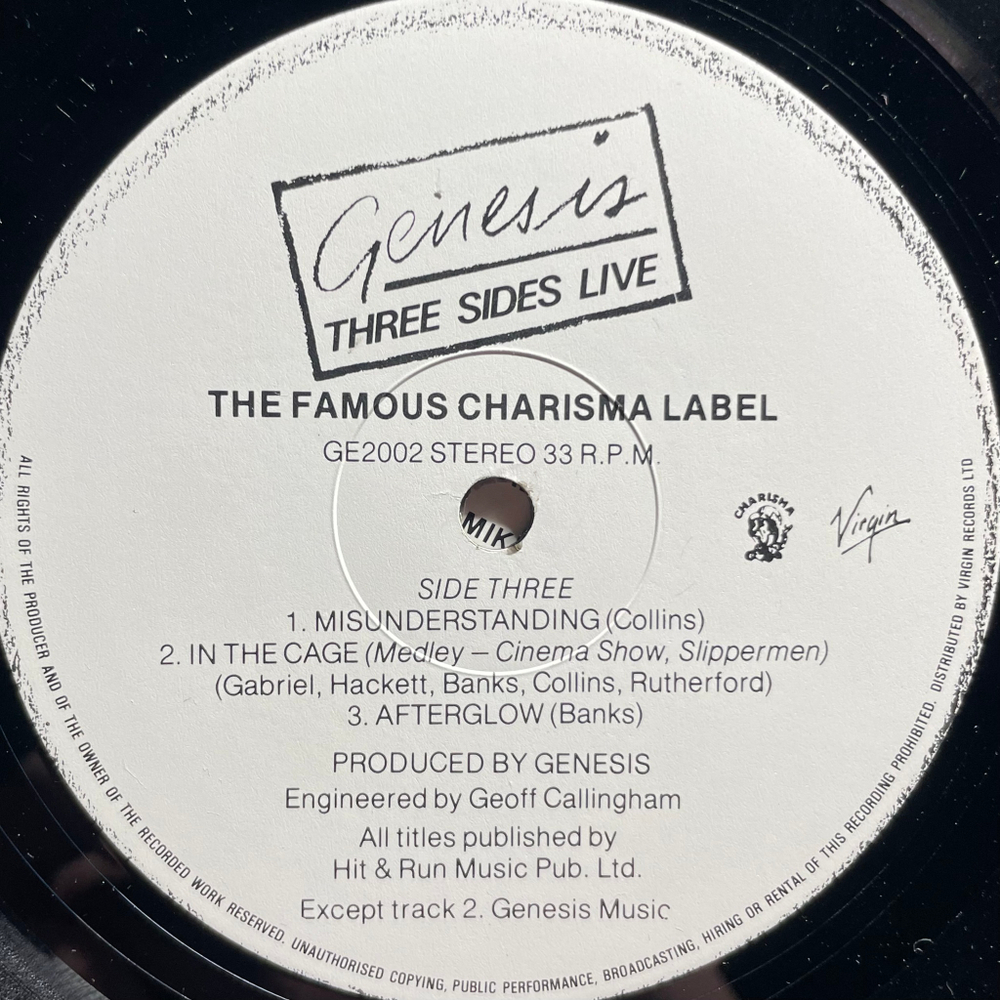 Genesis
THREE SIDES LIVE
THE FAMOUS CHARISMA LABEL
GE2002 STEREO 33 R.P.M.
MIK
CHARISMA
Virgin
SIDE THREE
1. MISUNDERSTANDING (Collins)
2. IN THE CAGE (Medley – Cinema Show, Slippermen)
(Gabriel, Hackett, Banks, Collins, Rutherford)
3. AFTERGLOW (Banks)
PRODUCED BY GENESIS
Engineered by Geoff Callingham
All titles published by
Hit & Run Music Pub. Ltd.
Except track 2. Genesis Music
ALL RIGHTS OF THE PRODUCER AND OF THE OWNER OF THE RECORDED WORK RESERVED. UNAUTHORISED COPYING, PUBLIC PERFORMANCE, BROADCASTING, HIRING OR RENTAL OF THIS RECORDING PROHIBITED. DISTRIBUTED BY VIRGIN RECORDS LTD